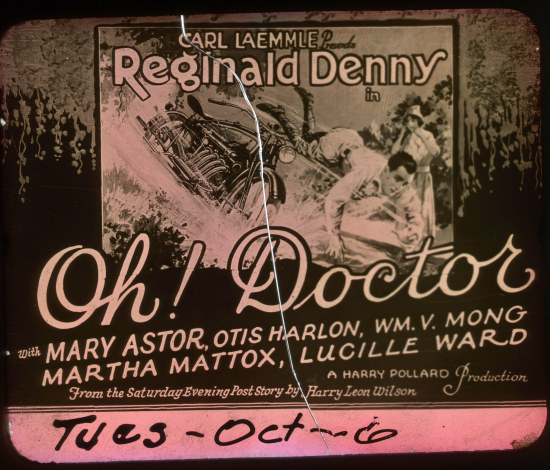 CARL LAEMMLE Presents
Reginald Denny
in
Oh! Doctor
with MARY ASTOR, OTIS HARLON, WM. V. MONG
MARTHA MATTOX, LUCILLE WARD
A HARRY POLLARD Production
From the Saturday Evening Post Story by Harry Leon Wilson
Tues - Oct - 6